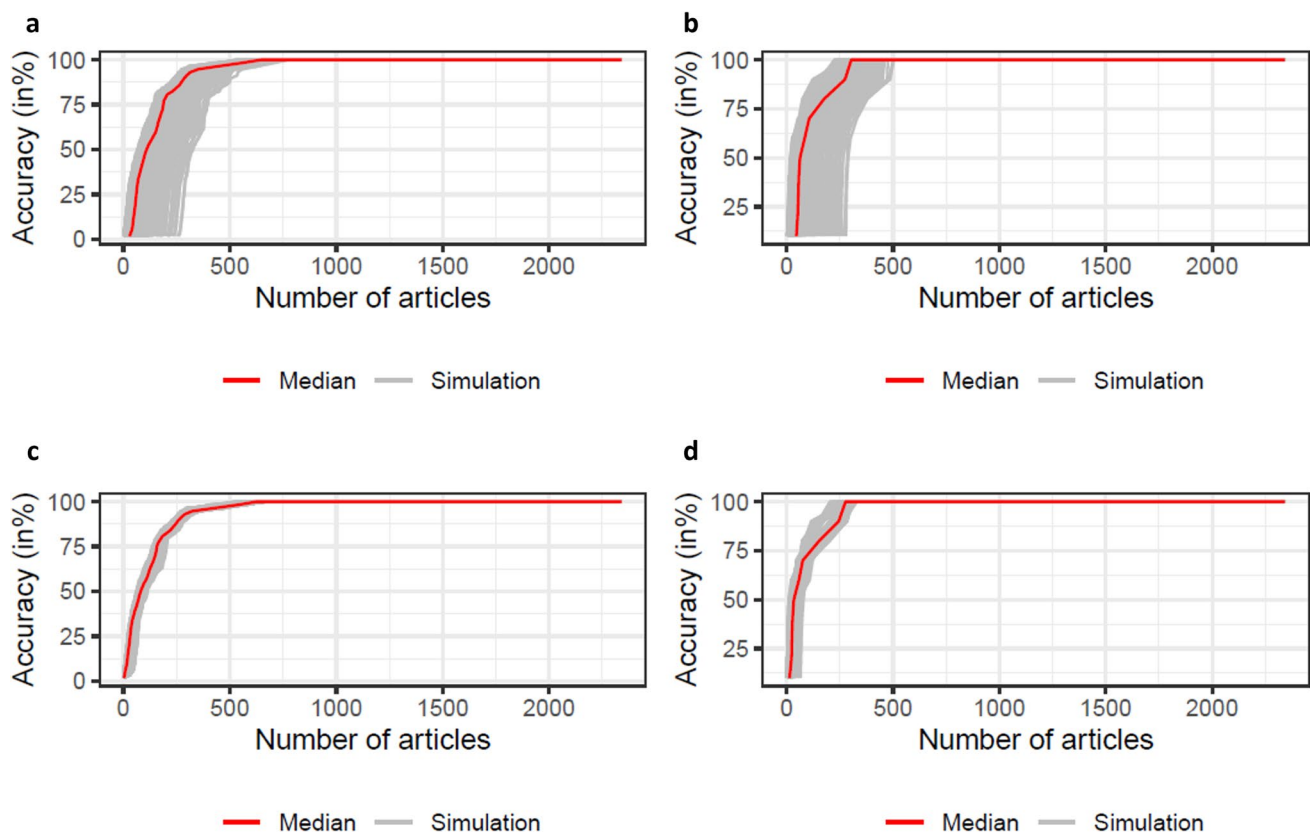 a
Accuracy (in%)
100
75
50
25
0
0 500 1000 1500 2000
Number of articles
Median Simulation
b
Accuracy (in%)
100
75
50
25
0 500 1000 1500 2000
Number of articles
Median Simulation
c
Accuracy (in%)
100
75
50
25
0
0 500 1000 1500 2000
Number of articles
Median Simulation
d
Accuracy (in%)
100
75
50
25
0 500 1000 1500 2000
Number of articles
Median Simulation